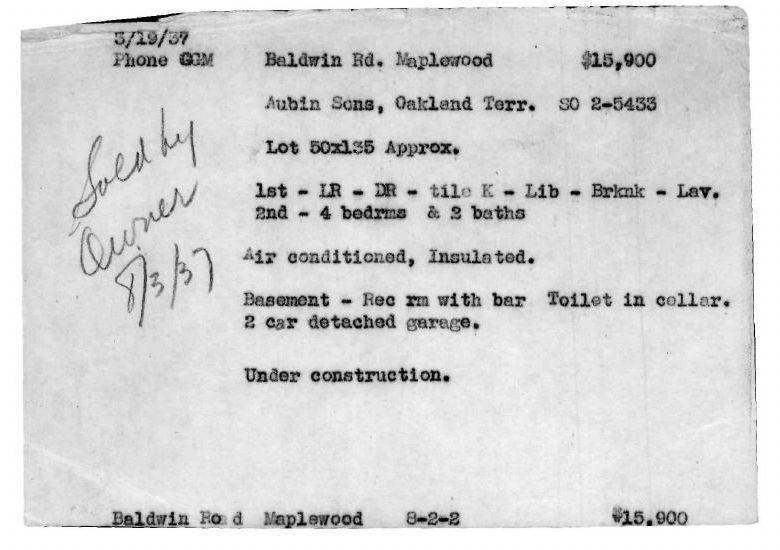 3/19/37
Phone GGM Baldwin Rd. Maplewood $15,900
Aubin Sons, Oakland Terr. SO 2-5433
Lot 50x135 Approx.
1st - LR - DR - tile K - Lib - Brknk - Lav.
2nd - 4 bedrms & 2 baths
Air conditioned, Insulated.
Basement - Rec rm with bar Toilet in cellar.
2 car detached garage.
Under construction.
Sold by
Owner
8/3/37
Baldwin Road Maplewood 8-2-2 $15,900